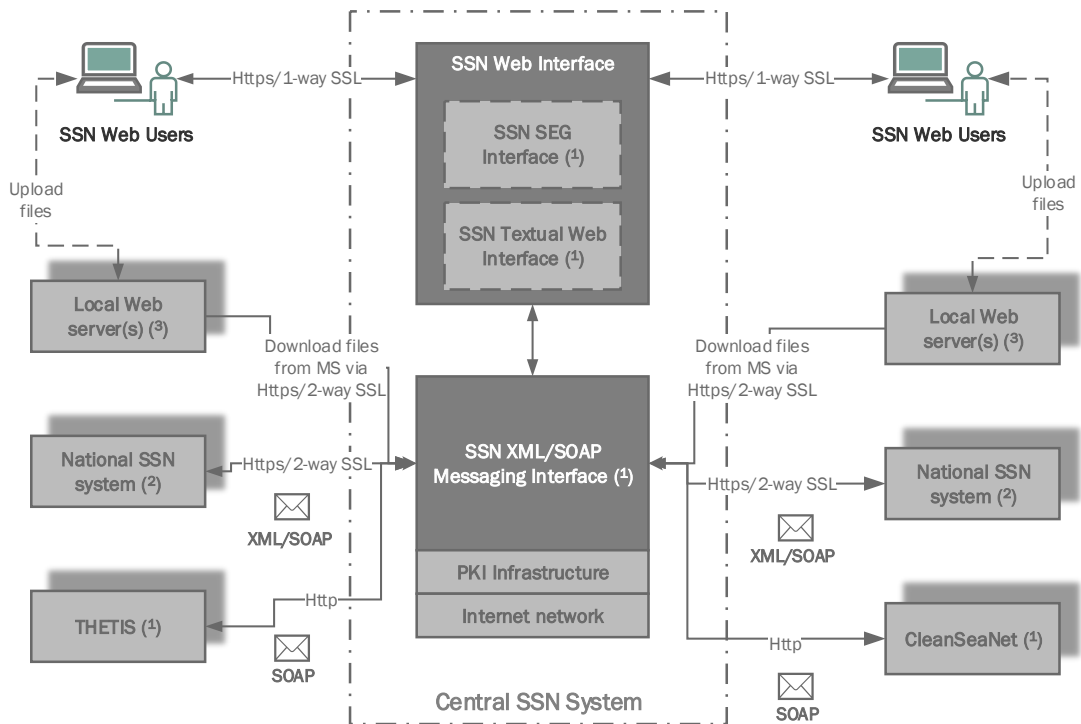 SSN Web Users
Https/1-way SSL
SSN Web Interface
Https/1-way SSL
SSN Web Users
SSN SEG
Interface (¹)
SSN Textual Web
Interface (¹)
Upload
files
Upload
files
Local Web
server(s) (³)
Download files
from MS via
Https/2-way SSL
Download files
from MS via
Https/2-way SSL
Local Web
server(s) (³)
National SSN
system (²)
Https/2-way SSL
XML/SOAP
SSN XML/SOAP
Messaging Interface (¹)
Https/2-way SSL
XML/SOAP
National SSN
system (²)
PKI Infrastructure
Internet network
THETIS (¹)
Http
SOAP
Http
SOAP
CleanSeaNet (¹)
Central SSN System